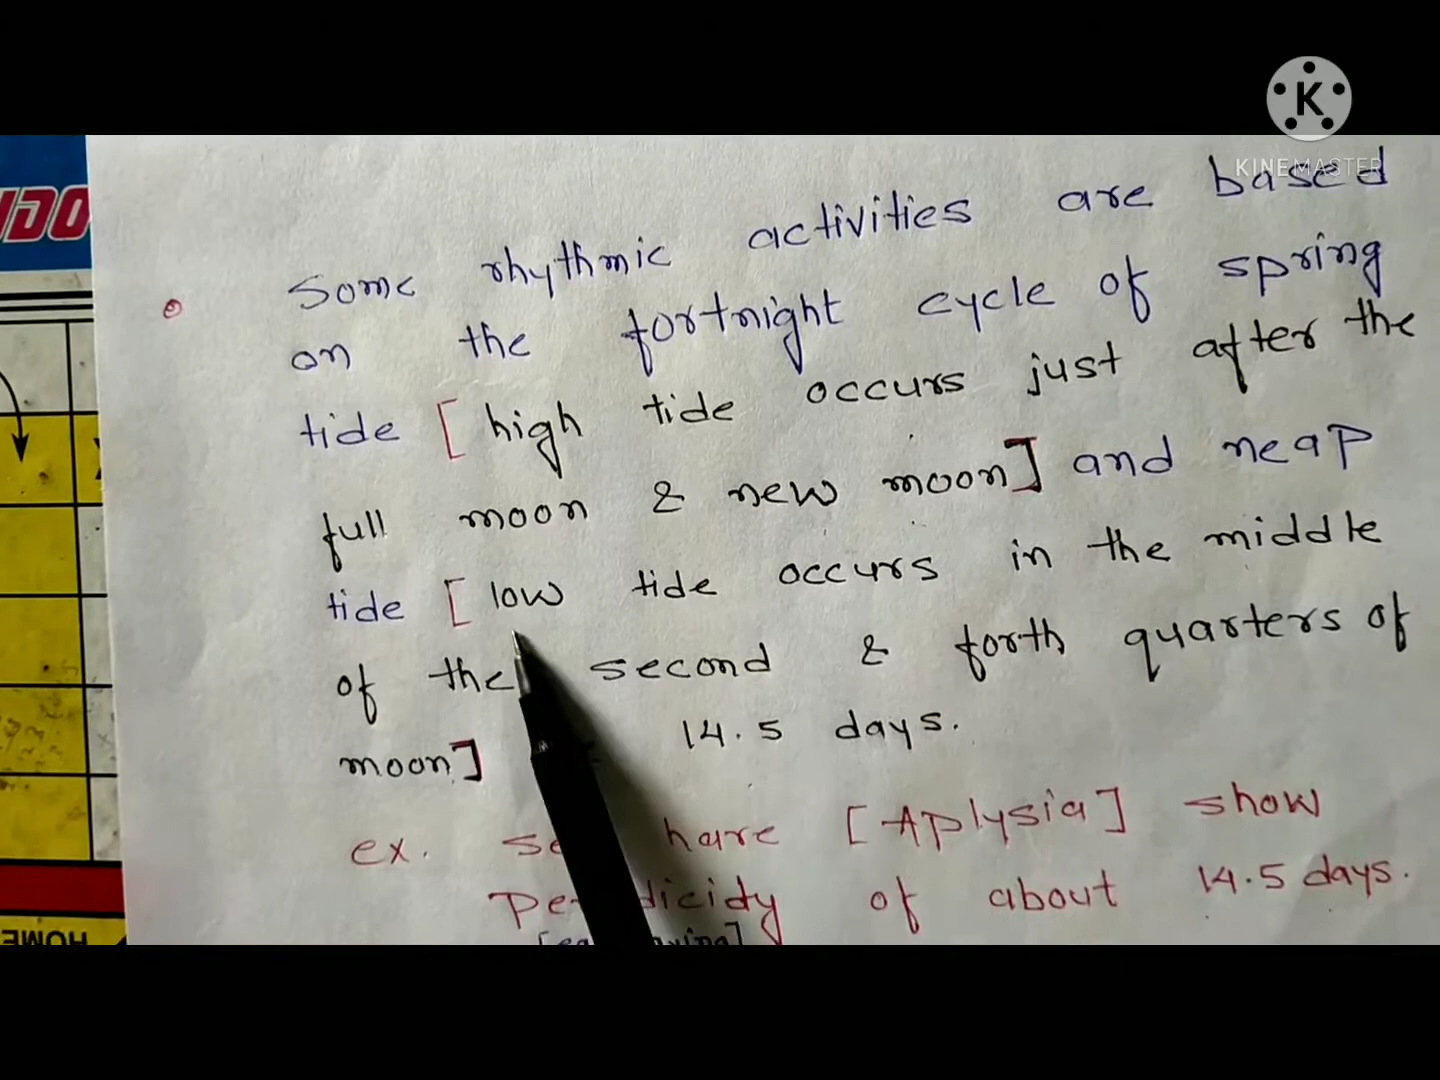 KINEMASTER
Some rhythmic activities are based
on the fortnight cycle of spring
tide [high tide occurs just after the
full moon & new moon] and neap
tide [low tide occurs in the middle
of the second & forth quarters of
moon] 14.5 days.
ex. hare [Aplysia] show
of about 14.5 days.
HOME